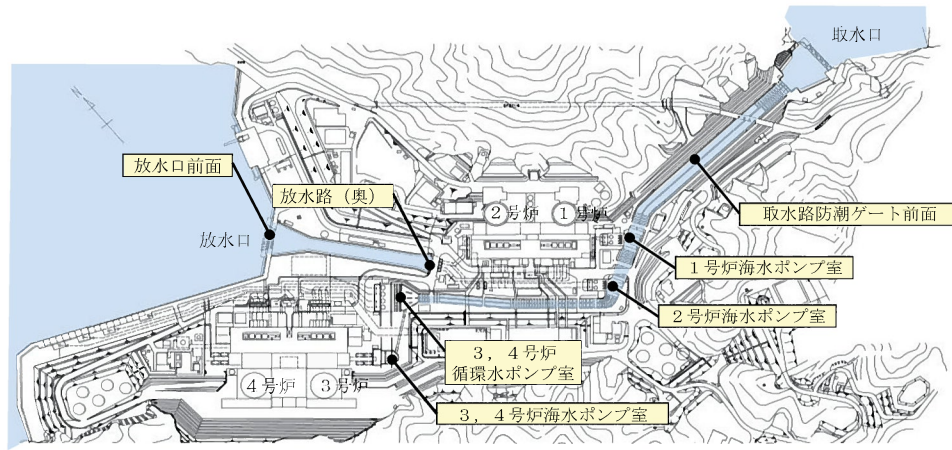 取水口
放水口前面
放水路（奥）
２号炉
１号炉
取水路防潮ゲート前面
放水口
１号炉海水ポンプ室
２号炉海水ポンプ室
３，４号炉
循環水ポンプ室
４号炉
３号炉
３，４号炉海水ポンプ室